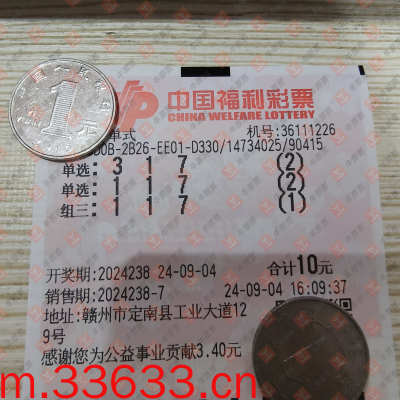 1元
中国福利彩票
CHINA WELFARE LOTTERY
单式 机号:36111226
00B-2B26-EE01-D330/14734025/90415
单选: 3 1 7 (2)
单选: 1 1 7 (2)
组三: 1 1 7 (1)
开奖期: 2024238 24-09-04 合计10元
销售期: 2024238-7 24-09-04 16:09:37
地址: 赣州市定南县工业大道12
9号
感谢您为公益事业贡献3.40元
m.33633.cn